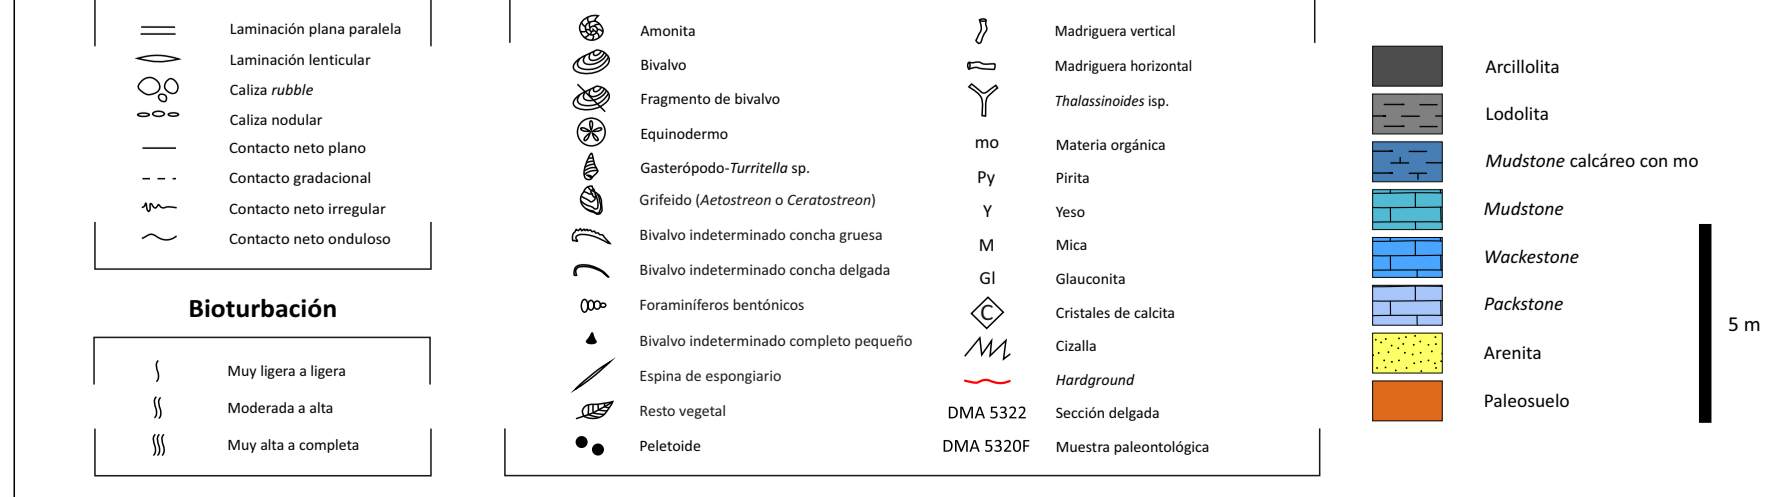 Laminación plana paralela
Laminación lenticular
Caliza rubble
Caliza nodular
Contacto neto plano
Contacto gradacional
Contacto neto irregular
Contacto neto onduloso
Bioturbación
Muy ligera a ligera
Moderada a alta
Muy alta a completa
Amonita
Bivalvo
Fragmento de bivalvo
Equinodermo
Gasterópodo-Turritella sp.
Grifeido (Aetostreon o Ceratostreon)
Bivalvo indeterminado concha gruesa
Bivalvo indeterminado concha delgada
Foraminíferos bentónicos
Bivalvo indeterminado completo pequeño
Espina de espongiario
Resto vegetal
Peletoide
Madriguera vertical
Madriguera horizontal
Thalassinoides isp.
mo Materia orgánica
Py Pirita
Y Yeso
M Mica
Gl Glauconita
C Cristales de calcita
Cizalla
Hardground
DMA 5322 Sección delgada
DMA 5320F Muestra paleontológica
Arcillolita
Lodolita
Mudstone calcáreo con mo
Mudstone
Wackestone
Packstone
Arenita
Paleosuelo
5 m